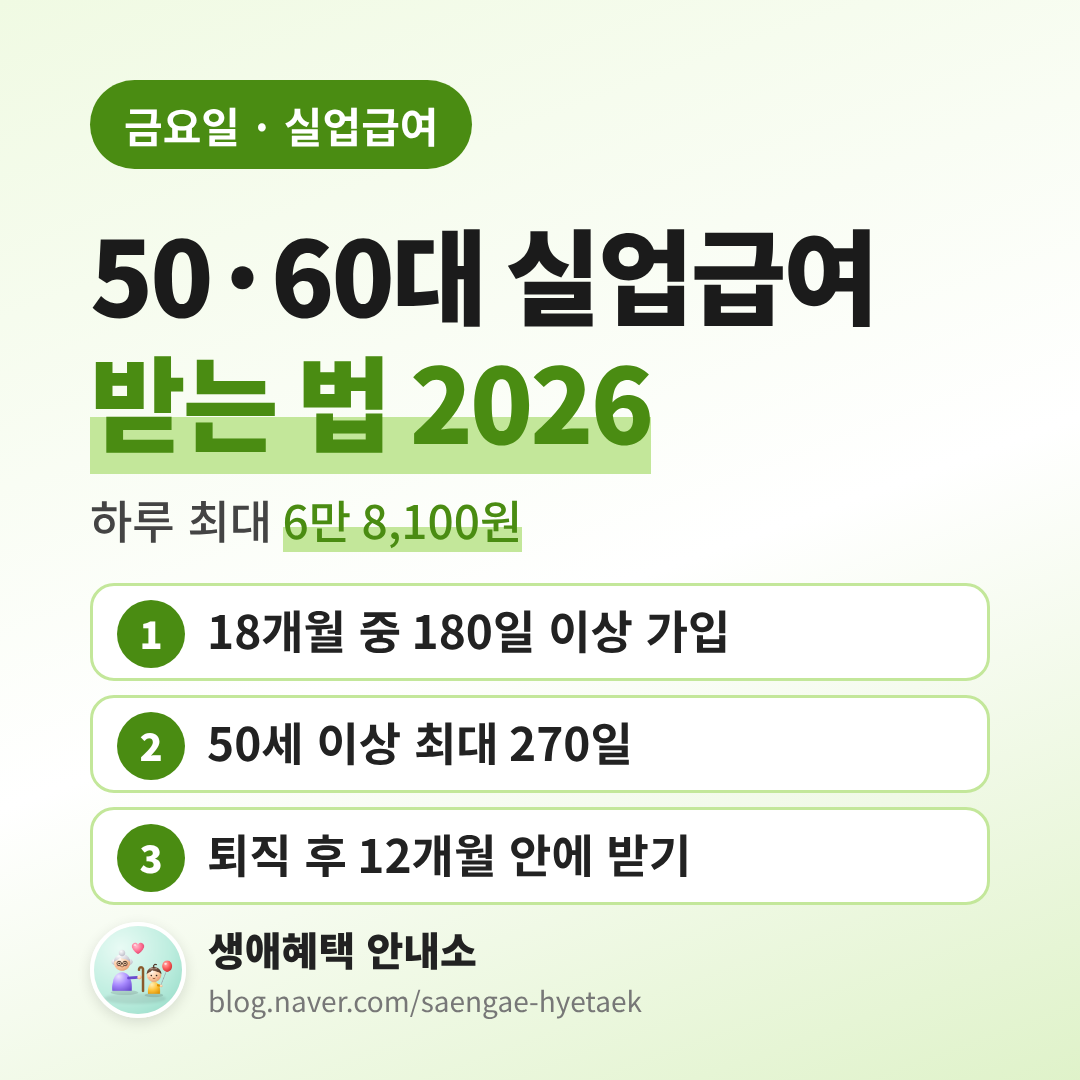 금요일 · 실업급여
50·60대 실업급여
받는 법 2026
하루 최대 6만 8,100원
1 18개월 중 180일 이상 가입
2 50세 이상 최대 270일
3 퇴직 후 12개월 안에 받기
생애혜택 안내소
blog.naver.com/saengae-hyetaek